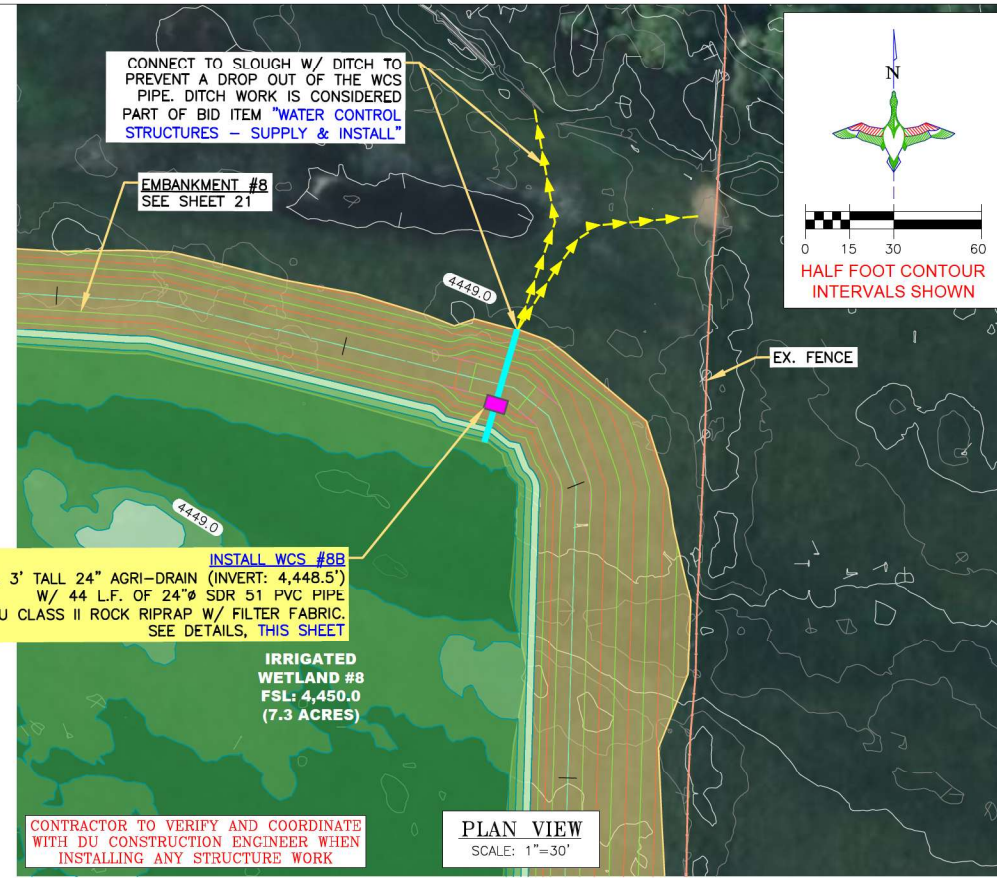 CONNECT TO SLOUGH W/ DITCH TO
PREVENT A DROP OUT OF THE WCS
PIPE. DITCH WORK IS CONSIDERED
PART OF BID ITEM "WATER CONTROL
STRUCTURES – SUPPLY & INSTALL"
N
0 15 30 60
HALF FOOT CONTOUR
INTERVALS SHOWN
EMBANKMENT #8
SEE SHEET 21
4449.0
EX. FENCE
4449.0
INSTALL WCS #8B
3' TALL 24" AGRI–DRAIN (INVERT: 4,448.5')
W/ 44 L.F. OF 24"ø SDR 51 PVC PIPE
U CLASS II ROCK RIPRAP W/ FILTER FABRIC.
SEE DETAILS, THIS SHEET
IRRIGATED
WETLAND #8
FSL: 4,450.0
(7.3 ACRES)
CONTRACTOR TO VERIFY AND COORDINATE
WITH DU CONSTRUCTION ENGINEER WHEN
INSTALLING ANY STRUCTURE WORK
PLAN VIEW
SCALE: 1"=30'